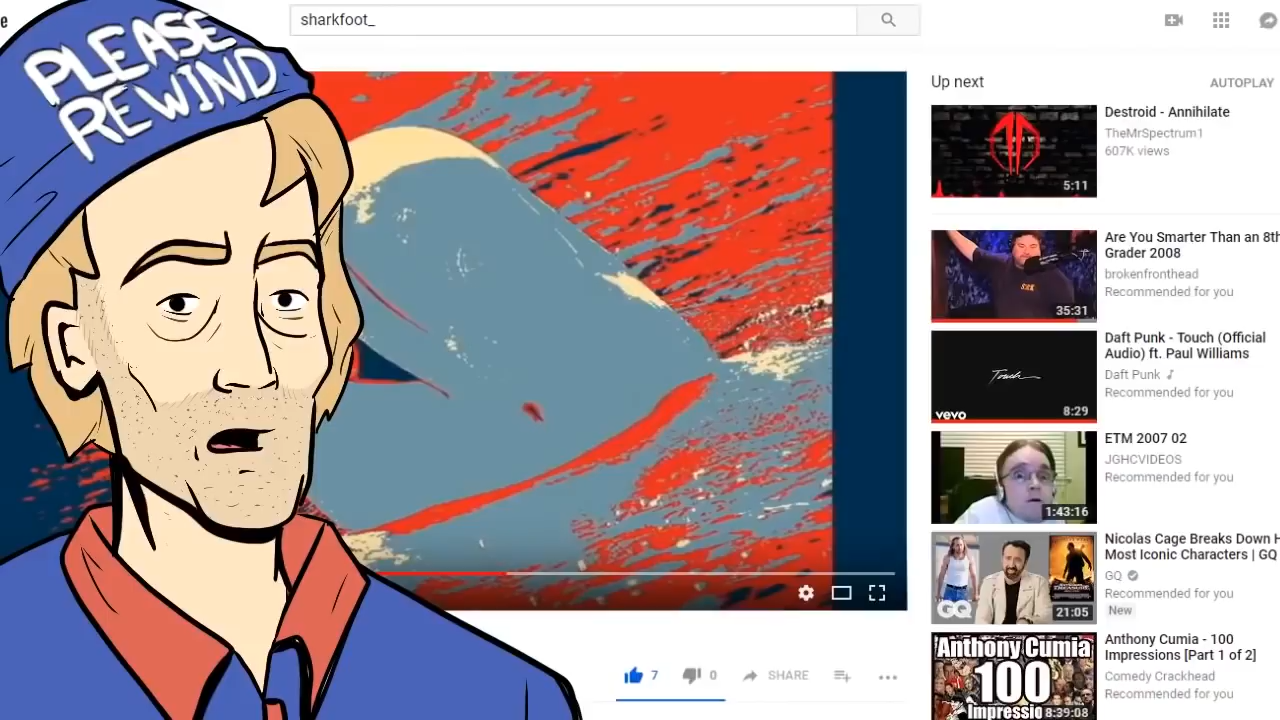 e
sharkfoot_
PLEASE
REWIND
Up next
AUTOPLAY
5:11
Destroid - Annihilate
TheMrSpectrum1
607K views
35:31
Are You Smarter Than an 8th
Grader 2008
brokenfronthead
Recommended for you
Touch
vevo
8:29
Daft Punk - Touch (Official
Audio) ft. Paul Williams
Daft Punk
Recommended for you
1:43:16
ETM 2007 02
JGHCVIDEOS
Recommended for you
GQ
21:05
Nicolas Cage Breaks Down H
Most Iconic Characters | GQ
GQ
Recommended for you
New
Anthony Cumia
100
Impressio
8:39:08
Anthony Cumia - 100
Impressions [Part 1 of 2]
Comedy Crackhead
Recommended for you
7
0
SHARE